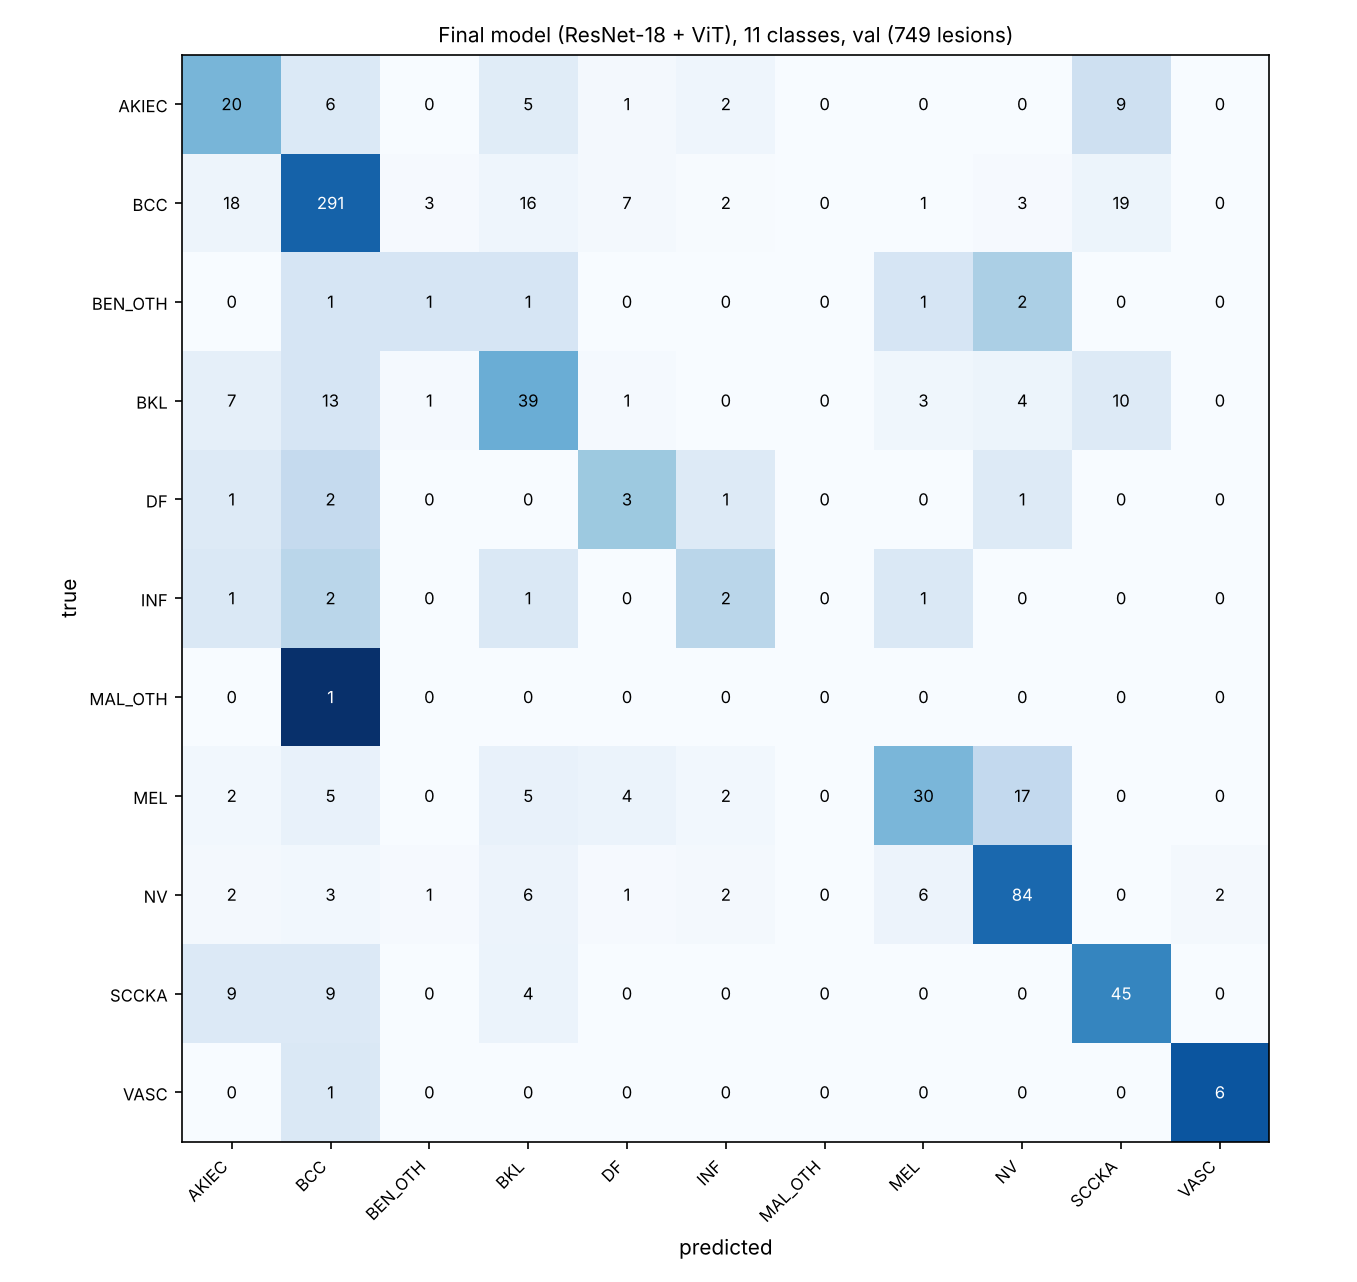 Final model (ResNet-18 + ViT), 11 classes, val (749 lesions)
AKIEC 20 6 0 5 1 2 0 0 0 9 0
BCC 18 291 3 16 7 2 0 1 3 19 0
BEN_OTH 0 1 1 1 0 0 0 1 2 0 0
BKL 7 13 1 39 1 0 0 3 4 10 0
DF 1 2 0 0 3 1 0 0 1 0 0
INF 1 2 0 1 0 2 0 1 0 0 0
MAL_OTH 0 1 0 0 0 0 0 0 0 0 0
MEL 2 5 0 5 4 2 0 30 17 0 0
NV 2 3 1 6 1 2 0 6 84 0 2
SCCKA 9 9 0 4 0 0 0 0 0 45 0
VASC 0 1 0 0 0 0 0 0 0 0 6
true
AKIEC BCC BEN_OTH BKL DF INF MAL_OTH MEL NV SCCKA VASC
predicted